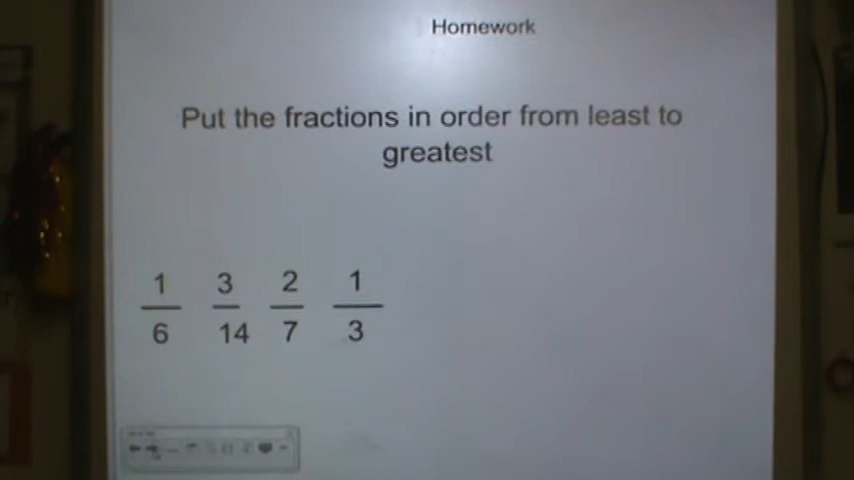 Homework
Put the fractions in order from least to
greatest
1 3 2 1
6 14 7 3